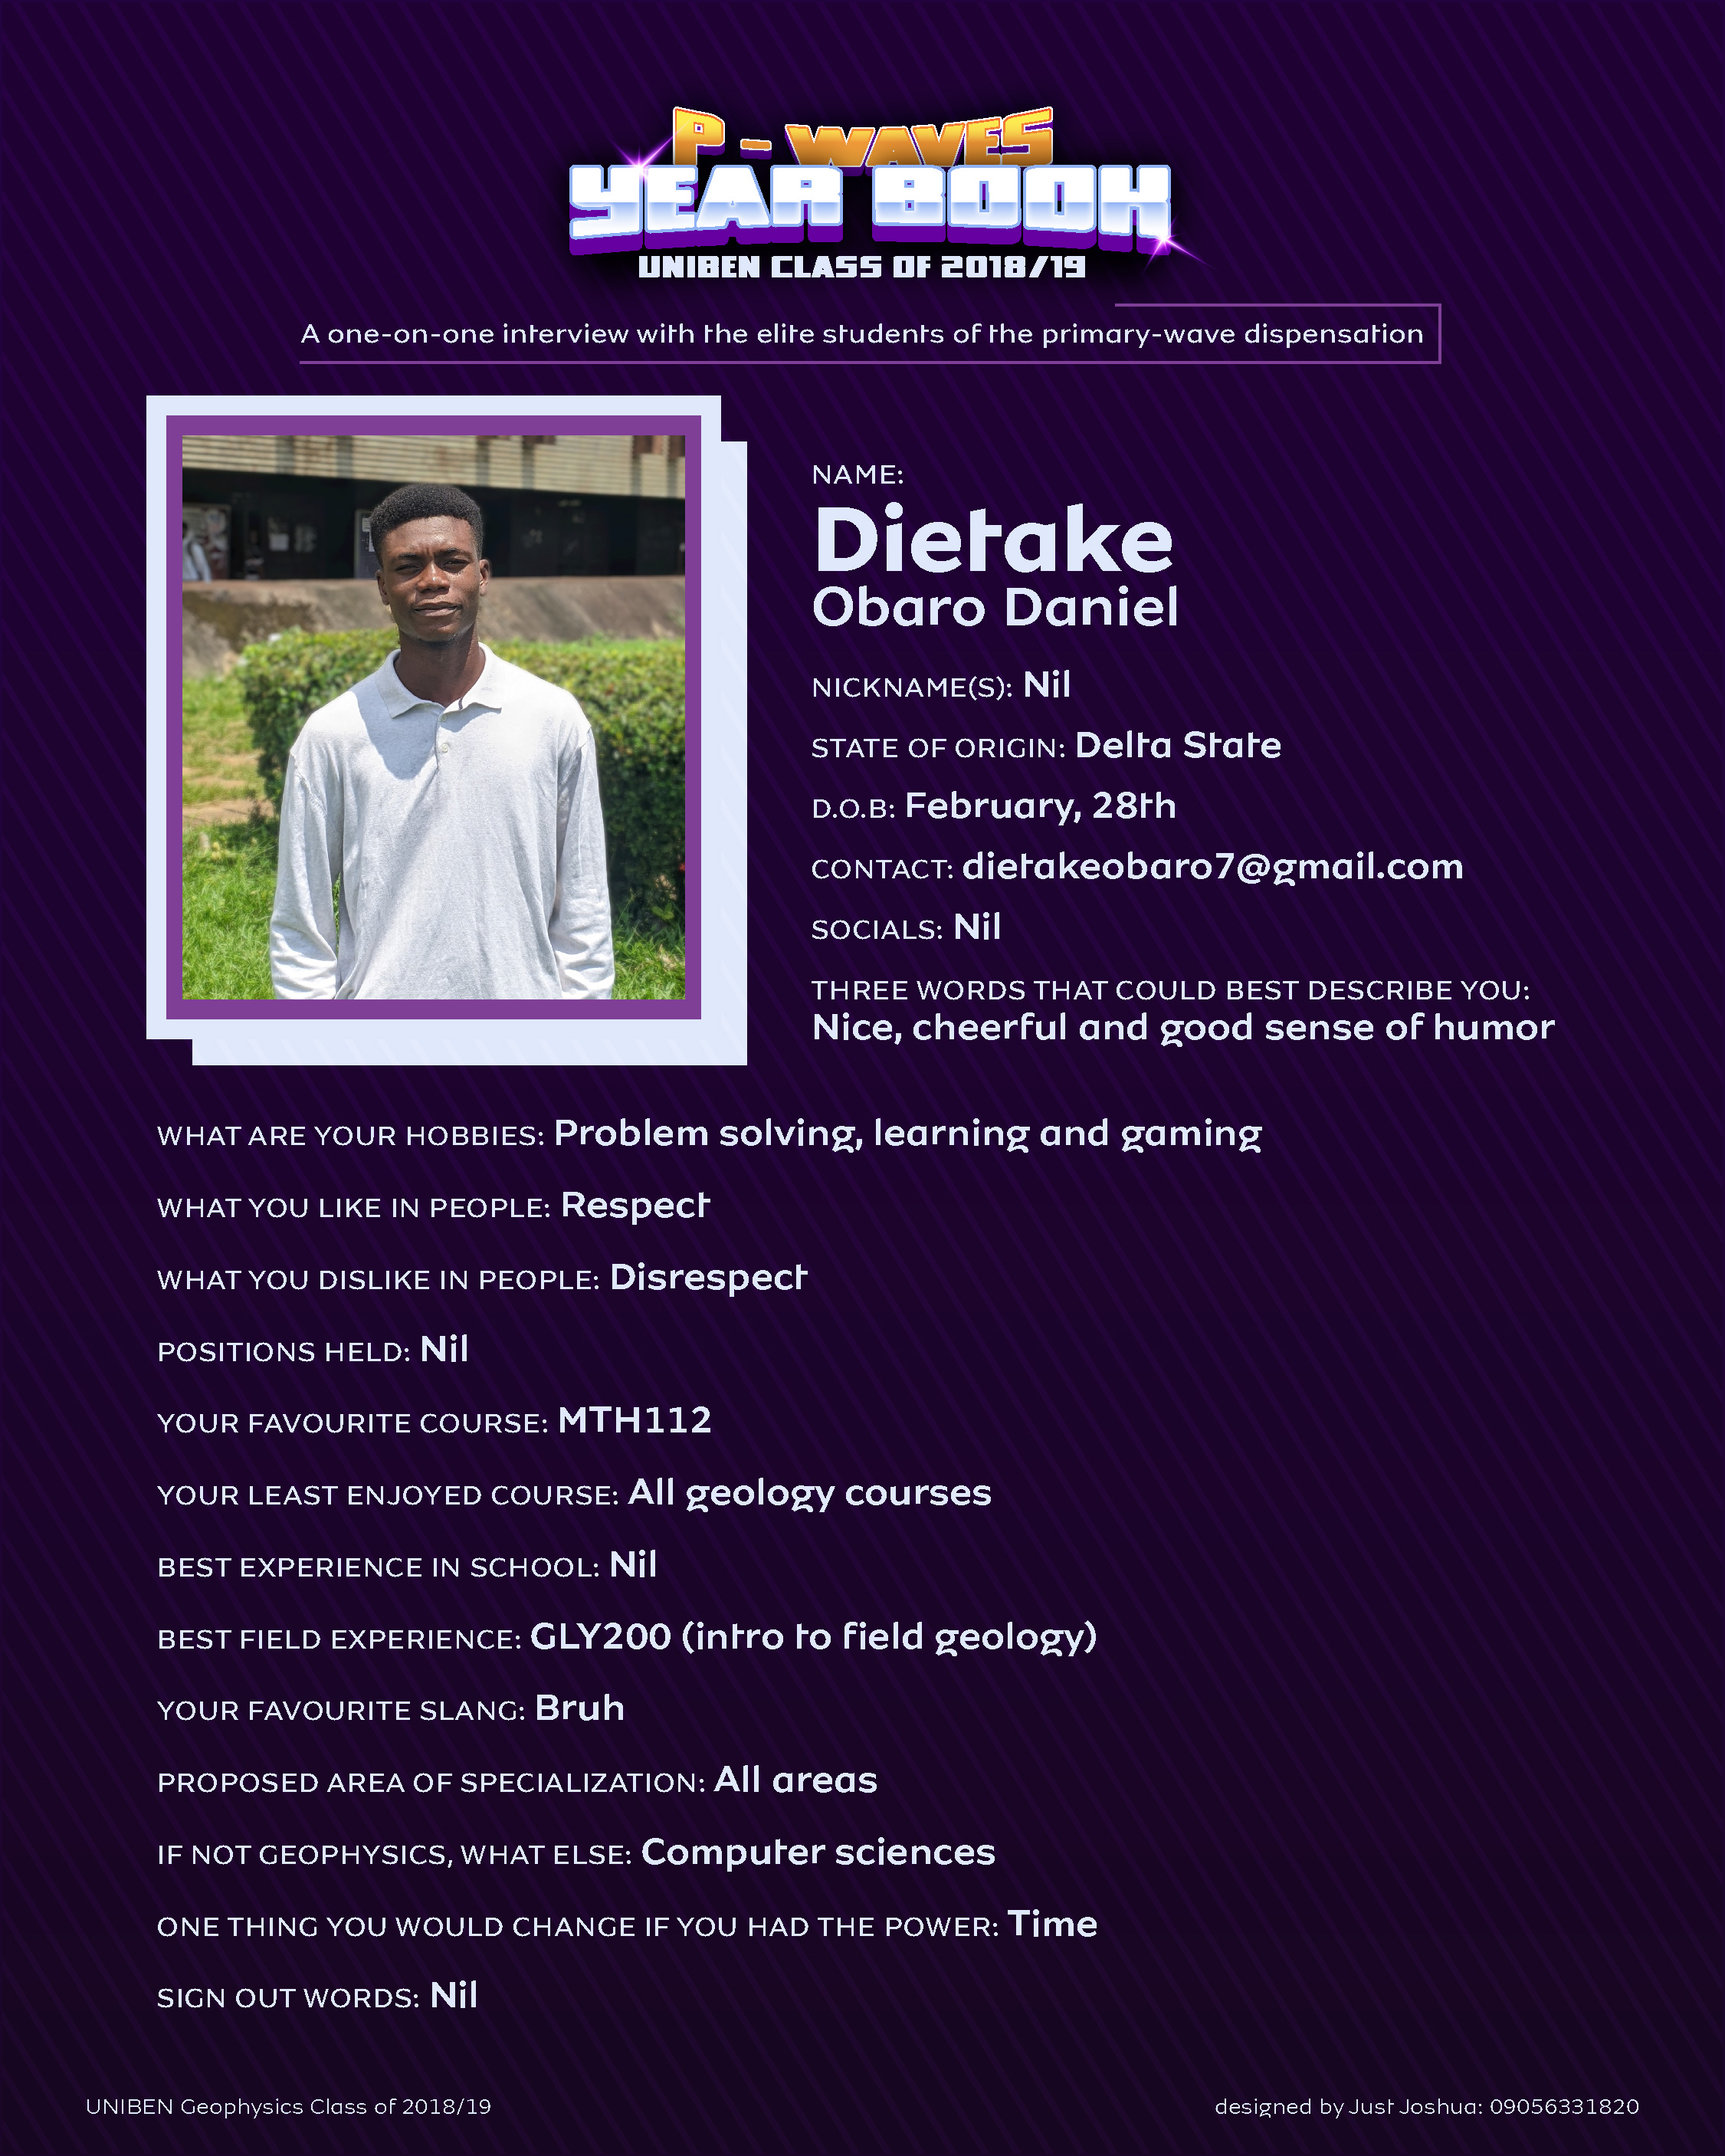 P - WAVES
YEAR BOOK
UNIBEN CLASS OF 2018/19
A one-on-one interview with the elite students of the primary-wave dispensation
NAME:
Dietake
Obaro Daniel
NICKNAME(S): Nil
STATE OF ORIGIN: Delta State
D.O.B: February, 28th
CONTACT: dietakeobaro7@gmail.com
SOCIALS: Nil
THREE WORDS THAT COULD BEST DESCRIBE YOU:
Nice, cheerful and good sense of humor
WHAT ARE YOUR HOBBIES: Problem solving, learning and gaming
WHAT YOU LIKE IN PEOPLE: Respect
WHAT YOU DISLIKE IN PEOPLE: Disrespect
POSITIONS HELD: Nil
YOUR FAVOURITE COURSE: MTH112
YOUR LEAST ENJOYED COURSE: All geology courses
BEST EXPERIENCE IN SCHOOL: Nil
BEST FIELD EXPERIENCE: GLY200 (intro to field geology)
YOUR FAVOURITE SLANG: Bruh
PROPOSED AREA OF SPECIALIZATION: All areas
IF NOT GEOPHYSICS, WHAT ELSE: Computer sciences
ONE THING YOU WOULD CHANGE IF YOU HAD THE POWER: Time
SIGN OUT WORDS: Nil
UNIBEN Geophysics Class of 2018/19
designed by Just Joshua: 09056331820